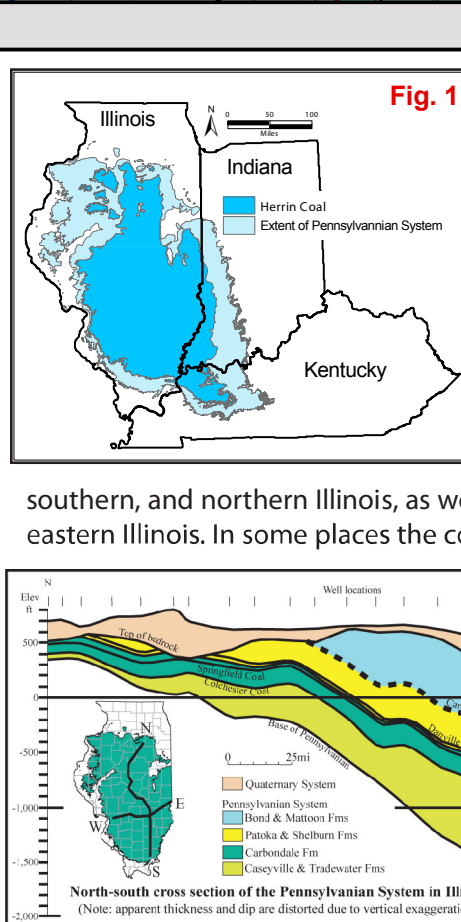 Fig. 1
Illinois
N
0 50 100
Miles
Indiana
Herrin Coal
Extent of Pennsylvannian System
Kentucky
southern, and northern Illinois, as we
eastern Illinois. In some places the co
N
Well locations
Elev
ft
500
0
-500
-1,000
-1,500
-2,000
Top of bedrock
Springfield Coal
Colchester Coal
Base of Pennsylvanian
Car
Danville
N
E
W
S
0 25mi
Quaternary System
Pennsylvanian System
Bond & Mattoon Fms
Patoka & Shelburn Fms
Carbondale Fm
Caseyville & Tradewater Fms
North-south cross section of the Pennsylvanian System in Illi
(Note: apparent thickness and dip are distorted due to vertical exaggerati